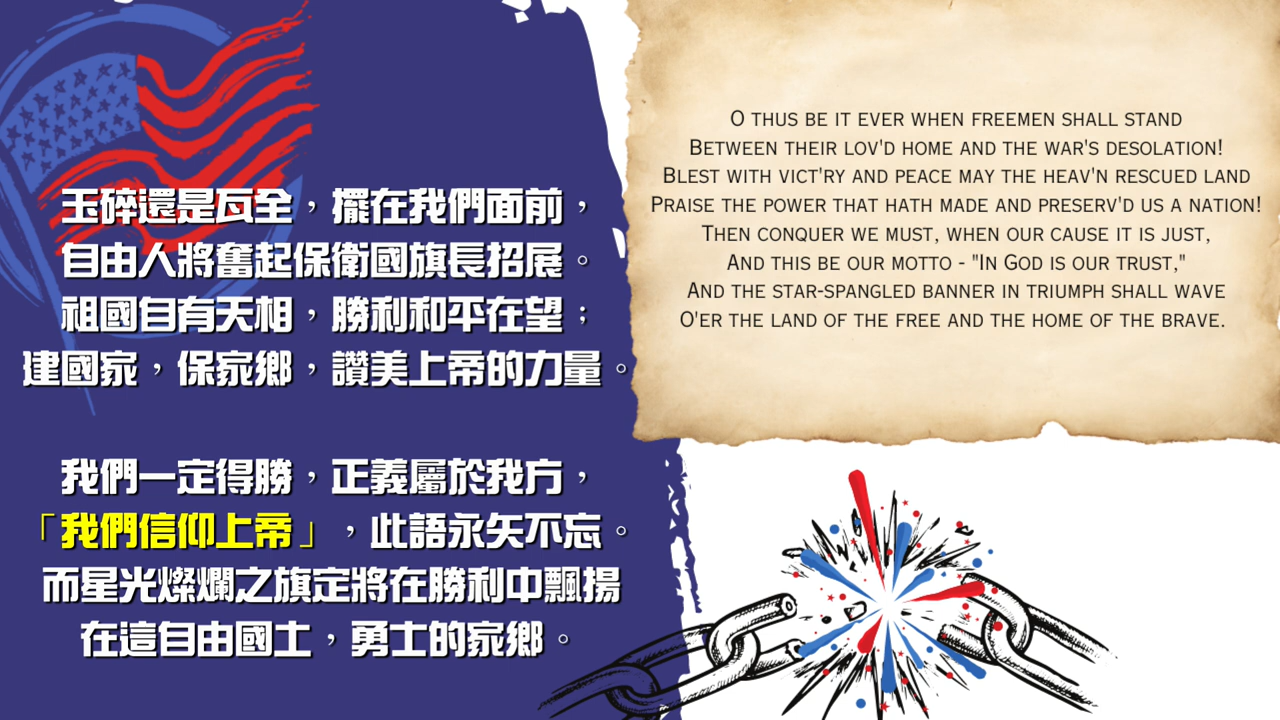 玉碎還是瓦全，擺在我們面前，
自由人將奮起保衛國旗長招展。
祖國自有天相，勝利和平在望；
建國家，保家鄉，讚美上帝的力量。
我們一定得勝，正義屬於我方，
「我們信仰上帝」，此語永矢不忘。
而星光燦爛之旗定將在勝利中飄揚
在這自由國土，勇士的家鄉。
O THUS BE IT EVER WHEN FREEMEN SHALL STAND
BETWEEN THEIR LOV'D HOME AND THE WAR'S DESOLATION!
BLEST WITH VICT'RY AND PEACE MAY THE HEAV'N RESCUED LAND
PRAISE THE POWER THAT HATH MADE AND PRESERV'D US A NATION!
THEN CONQUER WE MUST, WHEN OUR CAUSE IT IS JUST,
AND THIS BE OUR MOTTO - "IN GOD IS OUR TRUST,"
AND THE STAR-SPANGLED BANNER IN TRIUMPH SHALL WAVE
O'ER THE LAND OF THE FREE AND THE HOME OF THE BRAVE.